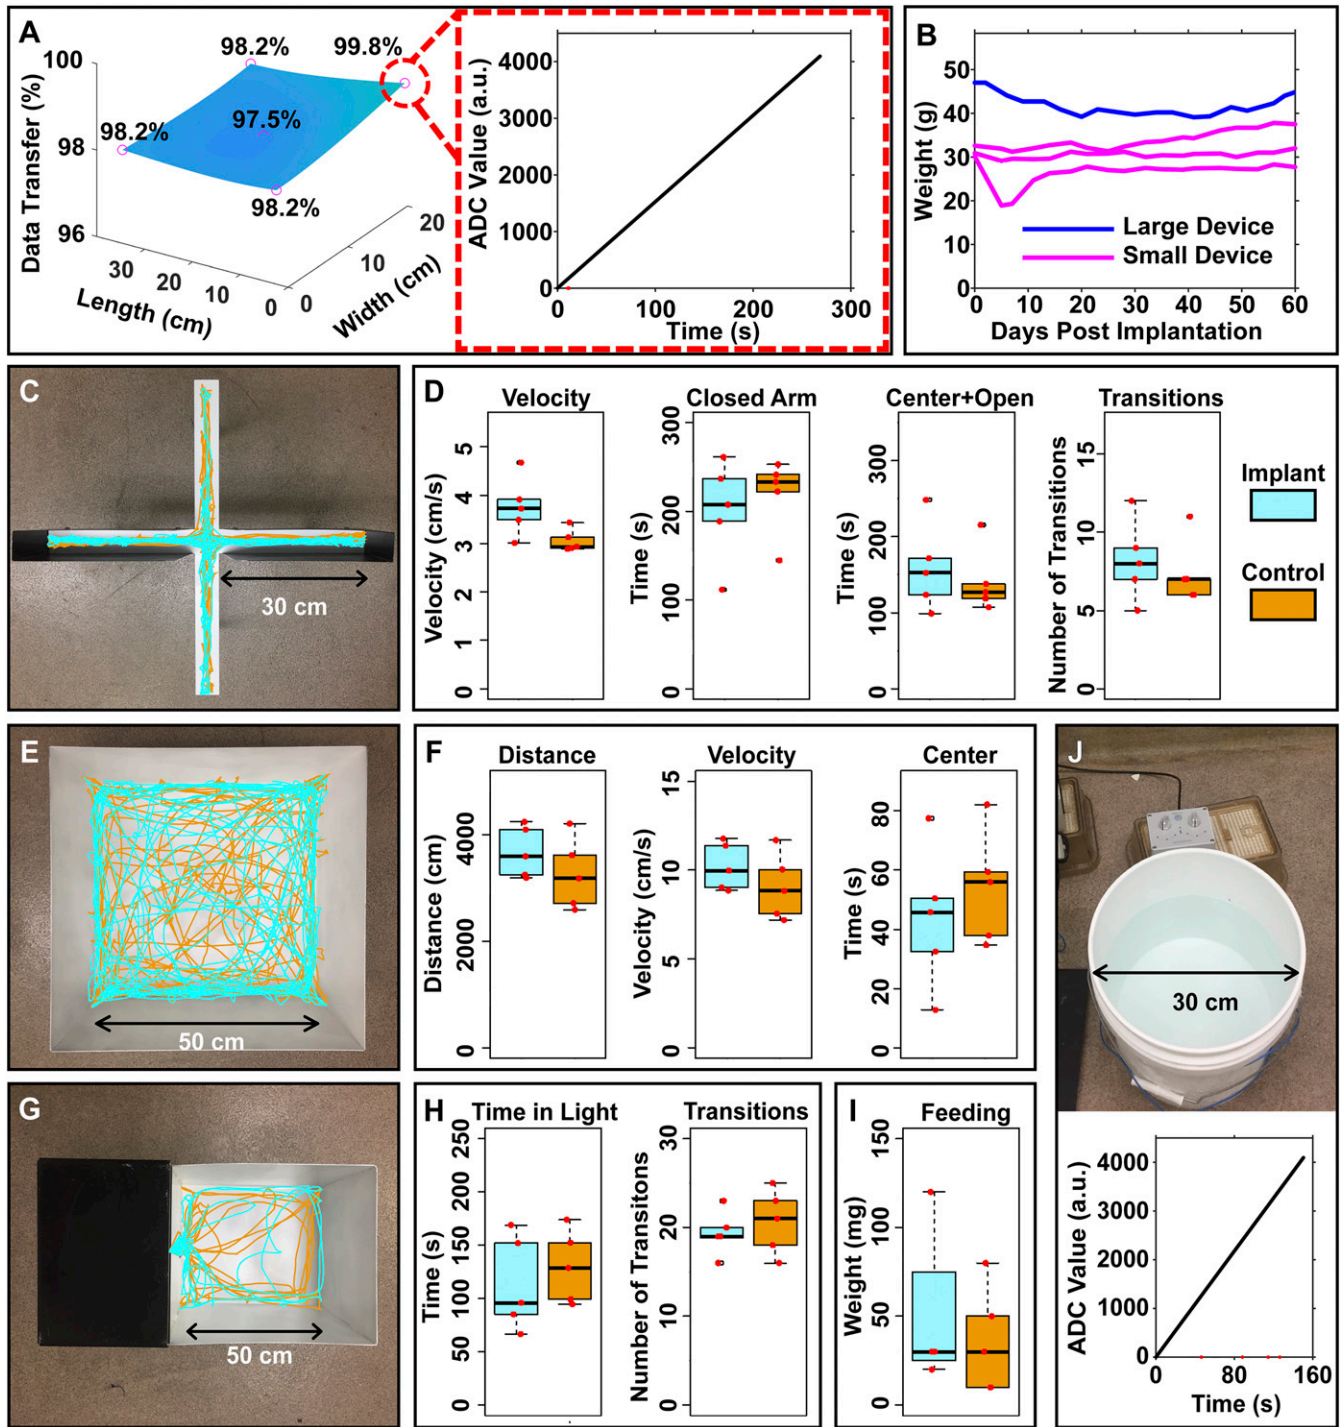 A
98.2%
99.8%
97.5%
98.2%
98.2%
100
98
96
Data Transfer (%)
30
20
10
0
Length (cm)
0
10
20
Width (cm)
4000
3000
2000
1000
0
ADC Value (a.u.)
100
200
300
Time (s)
B
50
40
30
20
10
0
Weight (g)
Large Device
Small Device
0
10
20
30
40
50
60
Days Post Implantation
C
30 cm
D
Velocity
5
4
3
2
1
0
Velocity (cm/s)
Closed Arm
300
200
100
0
Time (s)
Center+Open
300
200
100
0
Time (s)
Transitions
15
10
5
0
Number of Transitions
Implant
Control
E
50 cm
F
Distance
4000
2000
0
Distance (cm)
Velocity
15
10
5
0
Velocity (cm/s)
Center
80
60
40
20
0
Time (s)
G
50 cm
H
Time in Light
250
200
150
100
50
0
Time (s)
Transitions
30
20
10
0
Number of Transitons
I
Feeding
150
100
50
0
Weight (mg)
J
30 cm
4000
3000
2000
1000
0
ADC Value (a.u.)
0
80
160
Time (s)